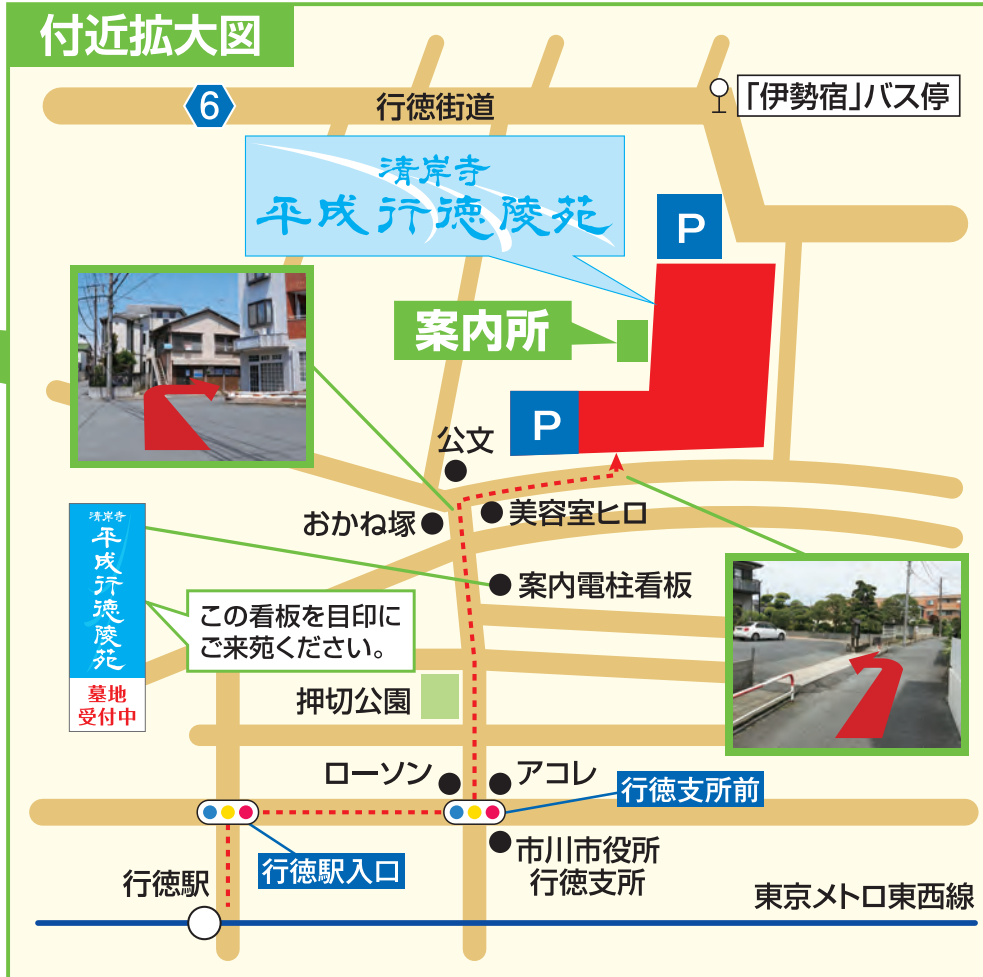 付近拡大図
6
行徳街道
「伊勢宿」バス停
清岸寺
平成行徳陵苑
P
案内所
P
公文
おかね塚
美容室ヒロ
清岸寺
平成行徳陵苑
墓地
受付中
案内電柱看板
この看板を目印に
ご来苑ください。
押切公園
ローソン
アコレ
行徳支所前
行徳駅入口
市川市役所
行徳支所
行徳駅
東京メトロ東西線